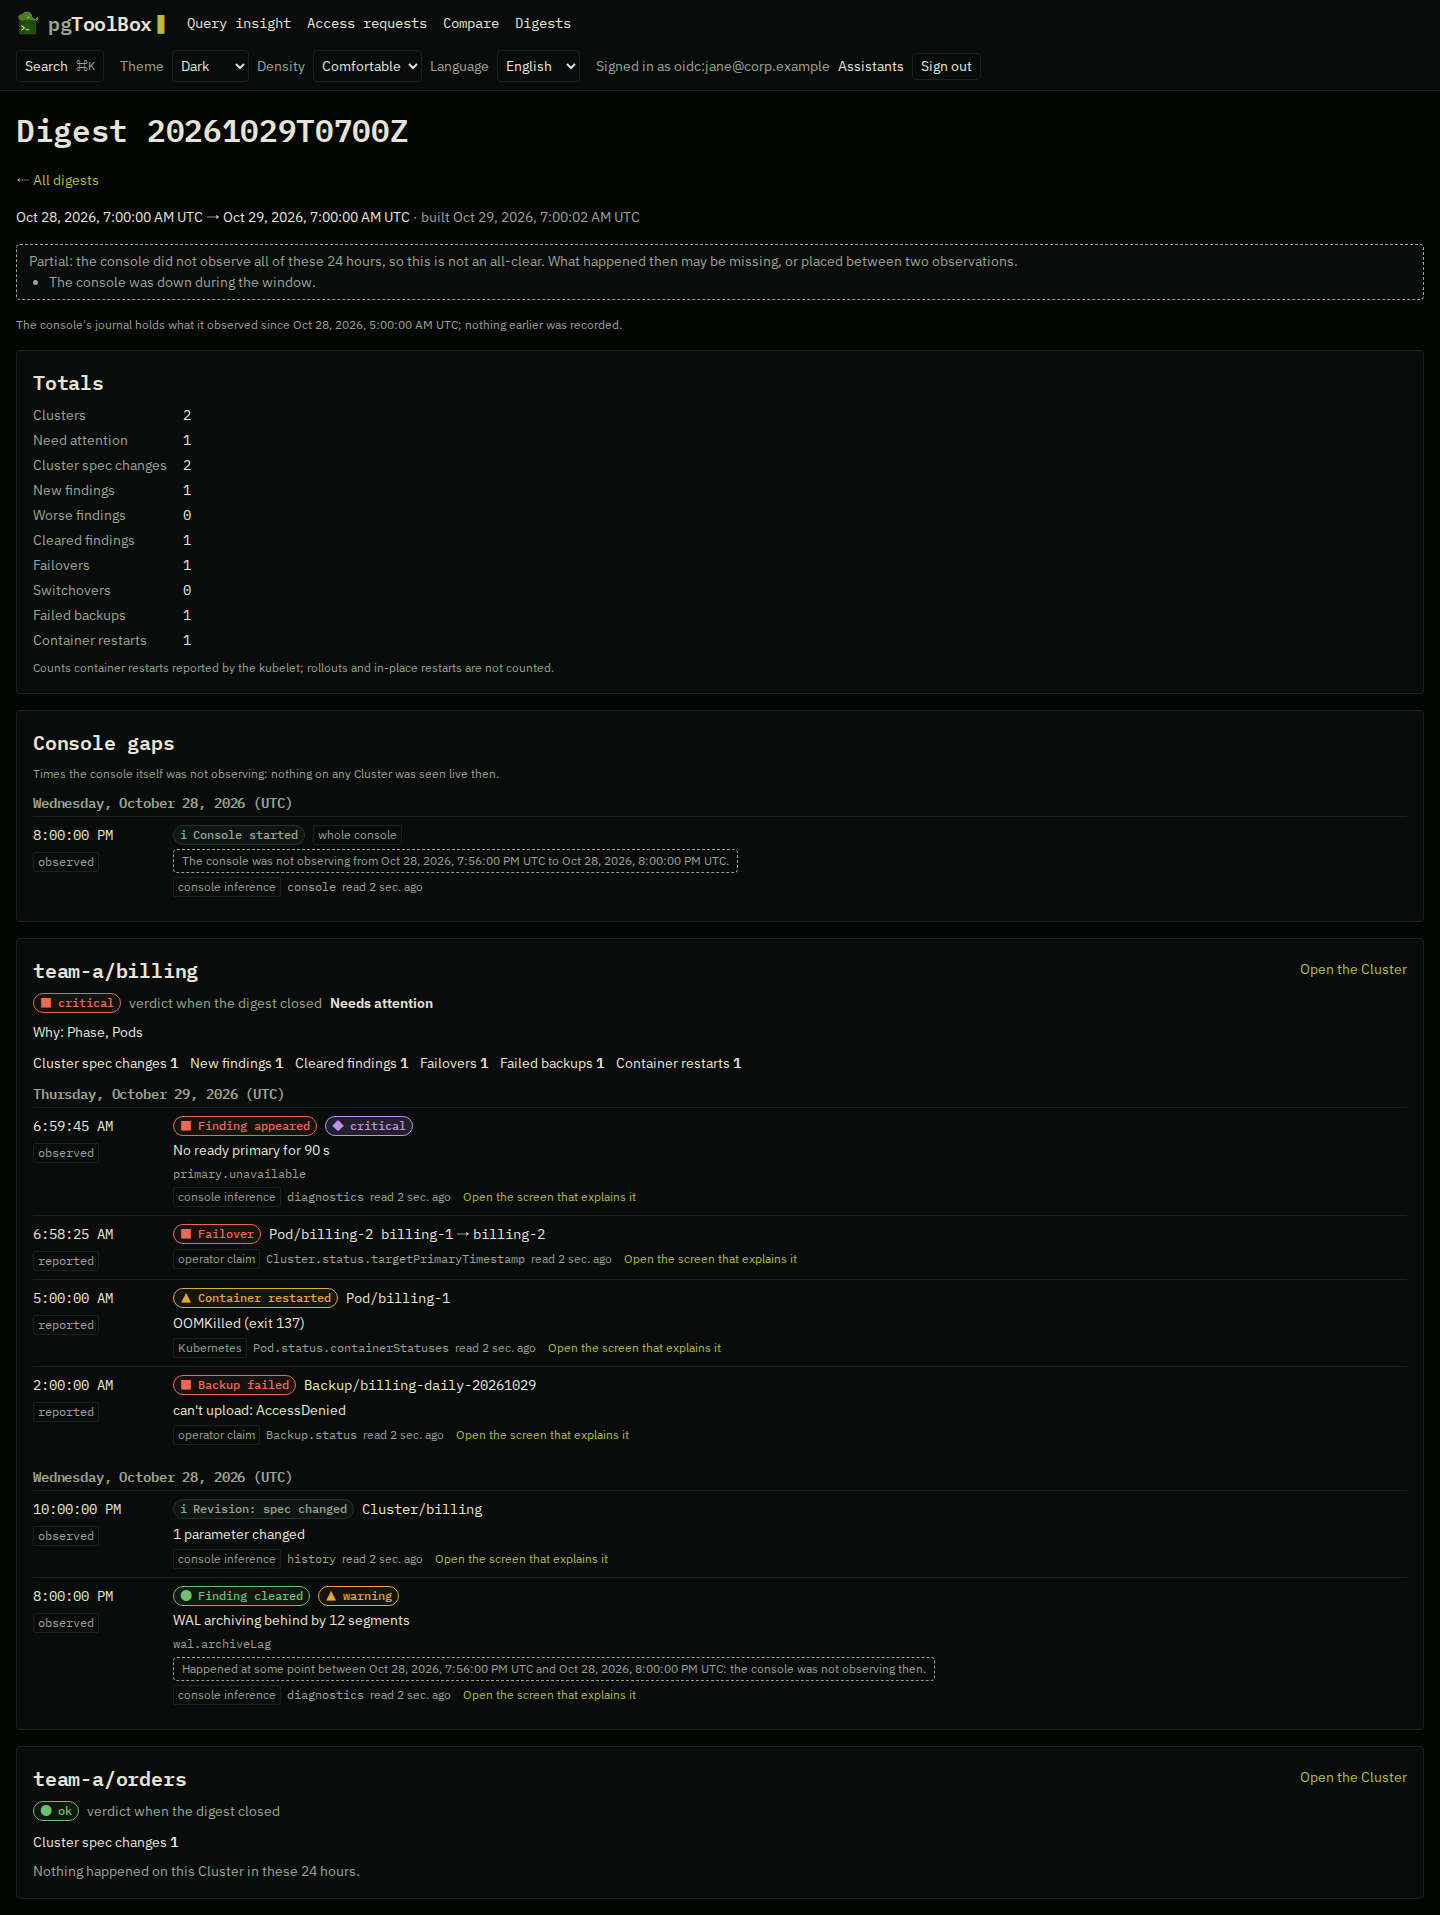 pgToolBox Query insight Access requests Compare Digests
Search ⌘K Theme Dark Density Comfortable Language English Signed in as oidc:jane@corp.example Assistants Sign out
Digest 20261029T0700Z
← All digests
Oct 28, 2026, 7:00:00 AM UTC → Oct 29, 2026, 7:00:00 AM UTC · built Oct 29, 2026, 7:00:02 AM UTC
Partial: the console did not observe all of these 24 hours, so this is not an all-clear. What happened then may be missing, or placed between two observations.
• The console was down during the window.
The console's journal holds what it observed since Oct 28, 2026, 5:00:00 AM UTC; nothing earlier was recorded.
Totals
Clusters 2
Need attention 1
Cluster spec changes 2
New findings 1
Worse findings 0
Cleared findings 1
Failovers 1
Switchovers 0
Failed backups 1
Container restarts 1
Counts container restarts reported by the kubelet; rollouts and in-place restarts are not counted.
Console gaps
Times the console itself was not observing: nothing on any Cluster was seen live then.
Wednesday, October 28, 2026 (UTC)
8:00:00 PM i Console started whole console
observed
The console was not observing from Oct 28, 2026, 7:56:00 PM UTC to Oct 28, 2026, 8:00:00 PM UTC.
console inference console read 2 sec. ago
team-a/billing Open the Cluster
critical verdict when the digest closed Needs attention
Why: Phase, Pods
Cluster spec changes 1 New findings 1 Cleared findings 1 Failovers 1 Failed backups 1 Container restarts 1
Thursday, October 29, 2026 (UTC)
6:59:45 AM Finding appeared critical
observed No ready primary for 90 s
primary.unavailable
console inference diagnostics read 2 sec. ago Open the screen that explains it
6:58:25 AM Failover Pod/billing-2 billing-1 → billing-2
reported operator claim Cluster.status.targetPrimaryTimestamp read 2 sec. ago Open the screen that explains it
5:00:00 AM Container restarted Pod/billing-1
reported OOMKilled (exit 137)
Kubernetes Pod.status.containerStatuses read 2 sec. ago Open the screen that explains it
2:00:00 AM Backup failed Backup/billing-daily-20261029
reported can't upload: AccessDenied
operator claim Backup.status read 2 sec. ago Open the screen that explains it
Wednesday, October 28, 2026 (UTC)
10:00:00 PM i Revision: spec changed Cluster/billing
observed 1 parameter changed
console inference history read 2 sec. ago Open the screen that explains it
8:00:00 PM Finding cleared warning
observed WAL archiving behind by 12 segments
wal.archiveLag
Happened at some point between Oct 28, 2026, 7:56:00 PM UTC and Oct 28, 2026, 8:00:00 PM UTC: the console was not observing then.
console inference diagnostics read 2 sec. ago Open the screen that explains it
team-a/orders Open the Cluster
ok verdict when the digest closed
Cluster spec changes 1
Nothing happened on this Cluster in these 24 hours.